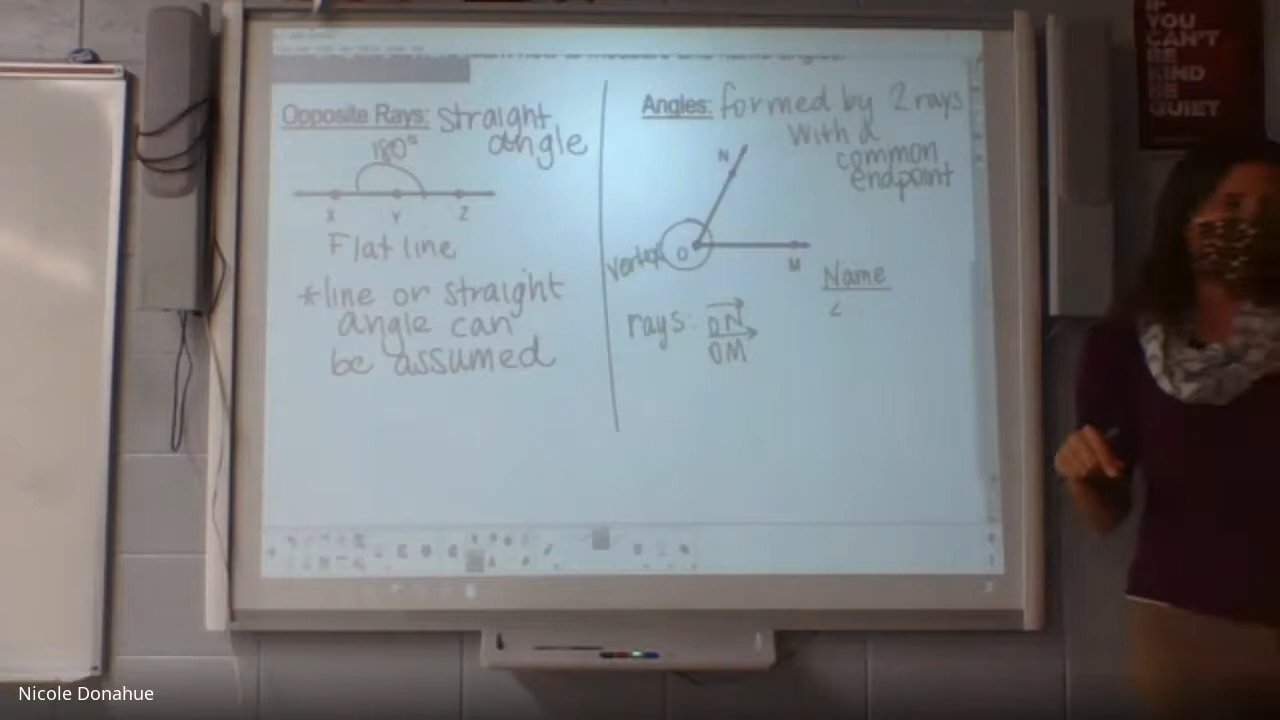 IF
YOU
CAN'T
BE
KIND
BE
QUIET
Opposite Rays: straight
angle
180°
X Y Z
Flat line
*line or straight
angle can
be assumed
Angles: formed by 2 rays
with a
common
endpoint
N
vertex O
M
rays: ON
OM
Name
<
Nicole Donahue